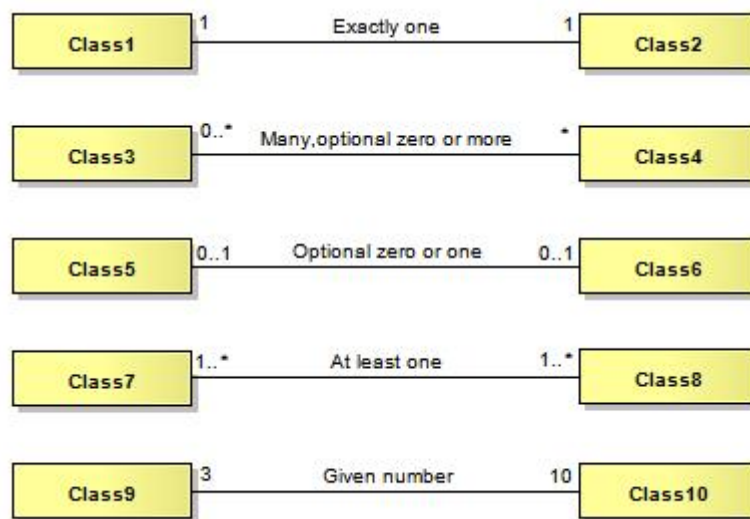 Class1 1 Exactly one 1 Class2
Class3 0..* Many,optional zero or more * Class4
Class5 0..1 Optional zero or one 0..1 Class6
Class7 1..* At least one 1..* Class8
Class9 3 Given number 10 Class10